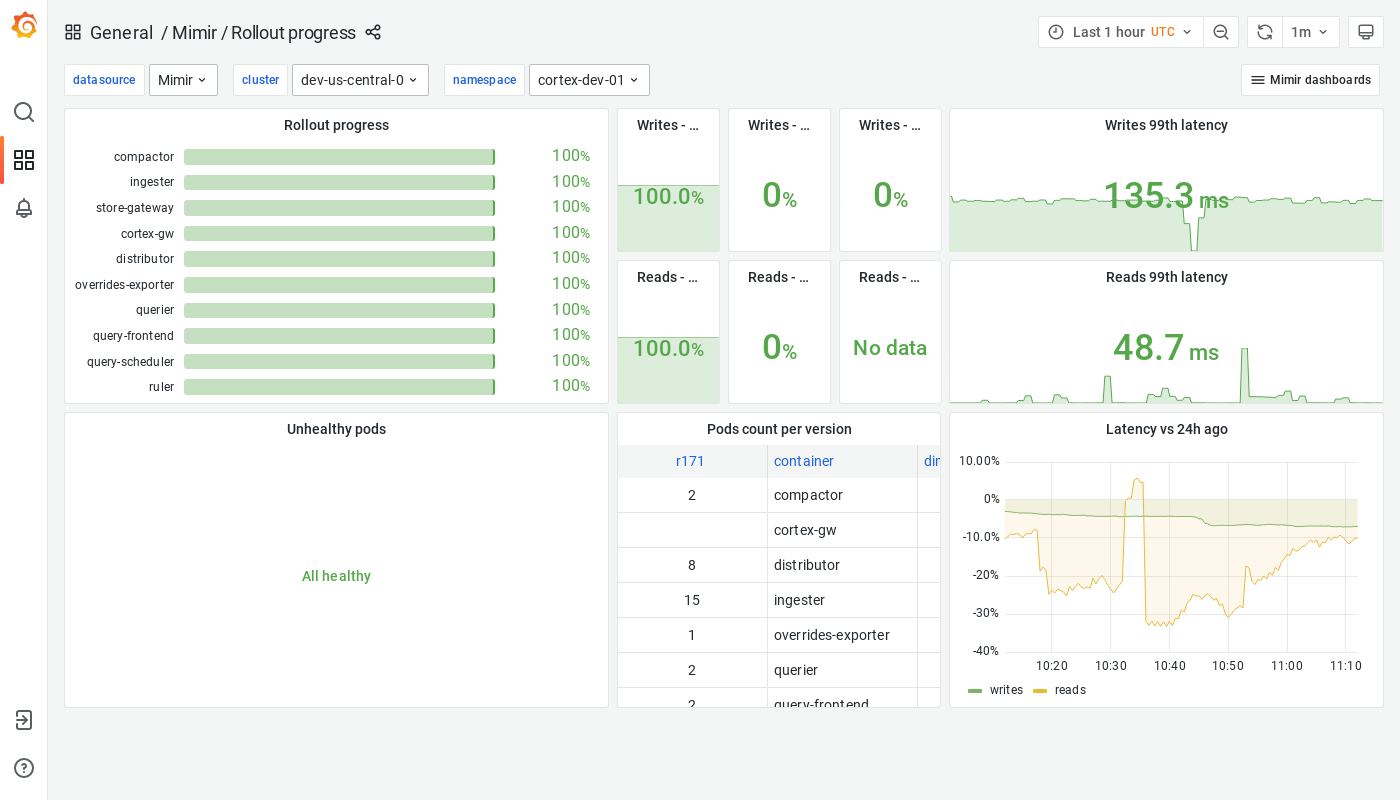 General / Mimir / Rollout progress
Last 1 hour UTC
1m
datasource Mimir
cluster dev-us-central-0
namespace cortex-dev-01
Mimir dashboards
Rollout progress
compactor 100%
ingester 100%
store-gateway 100%
cortex-gw 100%
distributor 100%
overrides-exporter 100%
querier 100%
query-frontend 100%
query-scheduler 100%
ruler 100%
Writes - ...
100.0%
Writes - ...
0%
Writes - ...
0%
Writes 99th latency
135.3 ms
Reads - ...
100.0%
Reads - ...
0%
Reads - ...
No data
Reads 99th latency
48.7 ms
Unhealthy pods
All healthy
Pods count per version
r171 container
2 compactor
cortex-gw
8 distributor
15 ingester
1 overrides-exporter
2 querier
2 query-frontend
Latency vs 24h ago
10.00%
0%
-10.0%
-20%
-30%
-40%
10:20 10:30 10:40 10:50 11:00 11:10
writes reads